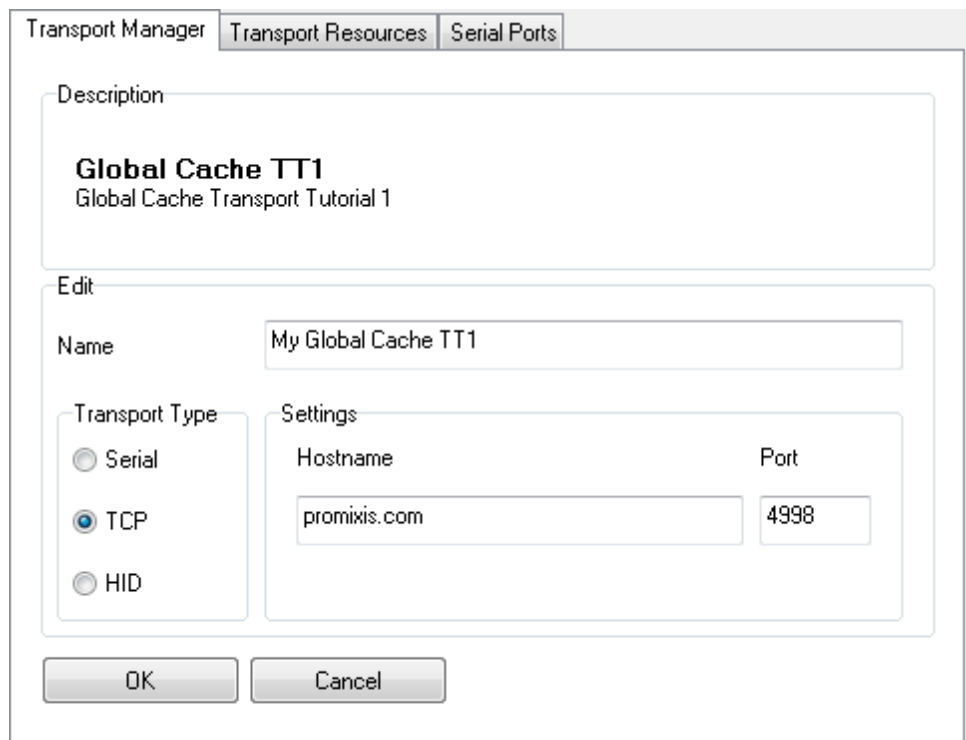 Transport Manager Transport Resources Serial Ports
Description
Global Cache TT1
Global Cache Transport Tutorial 1
Edit
Name My Global Cache TT1
Transport Type Settings
Serial Hostname Port
TCP promixis.com 4998
HID
OK Cancel